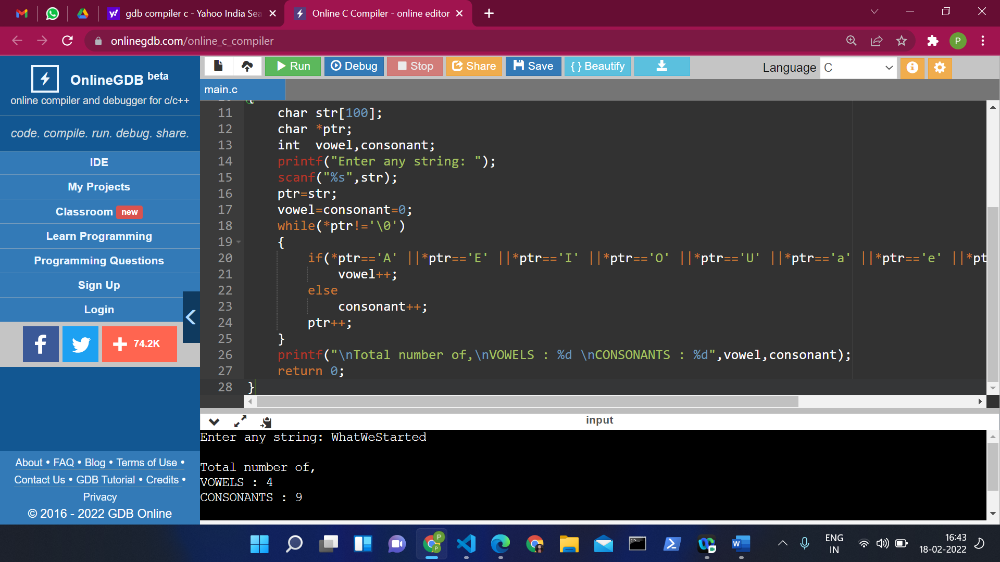 gdb compiler c - Yahoo India Sea
Online C Compiler - online editor
onlinegdb.com/online_c_compiler
P
OnlineGDB beta
online compiler and debugger for c/c++
code. compile. run. debug. share.
IDE
My Projects
Classroom new
Learn Programming
Programming Questions
Sign Up
Login
74.2K
About • FAQ • Blog • Terms of Use •
Contact Us • GDB Tutorial • Credits •
Privacy
© 2016 - 2022 GDB Online
Run
Debug
Stop
Share
Save
{ } Beautify
Language C
main.c
11 char str[100];
12 char *ptr;
13 int  vowel,consonant;
14 printf("Enter any string: ");
15 scanf("%s",str);
16 ptr=str;
17 vowel=consonant=0;
18 while(*ptr!='\0')
19 {
20 if(*ptr=='A' ||*ptr=='E' ||*ptr=='I' ||*ptr=='O' ||*ptr=='U' ||*ptr=='a' ||*ptr=='e' ||*pt
21 vowel++;
22 else
23 consonant++;
24 ptr++;
25 }
26 printf("\nTotal number of,\nVOWELS : %d \nCONSONANTS : %d",vowel,consonant);
27 return 0;
28 }
input
Enter any string: WhatWeStarted
Total number of,
VOWELS : 4
CONSONANTS : 9
ENG
IN
16:43
18-02-2022